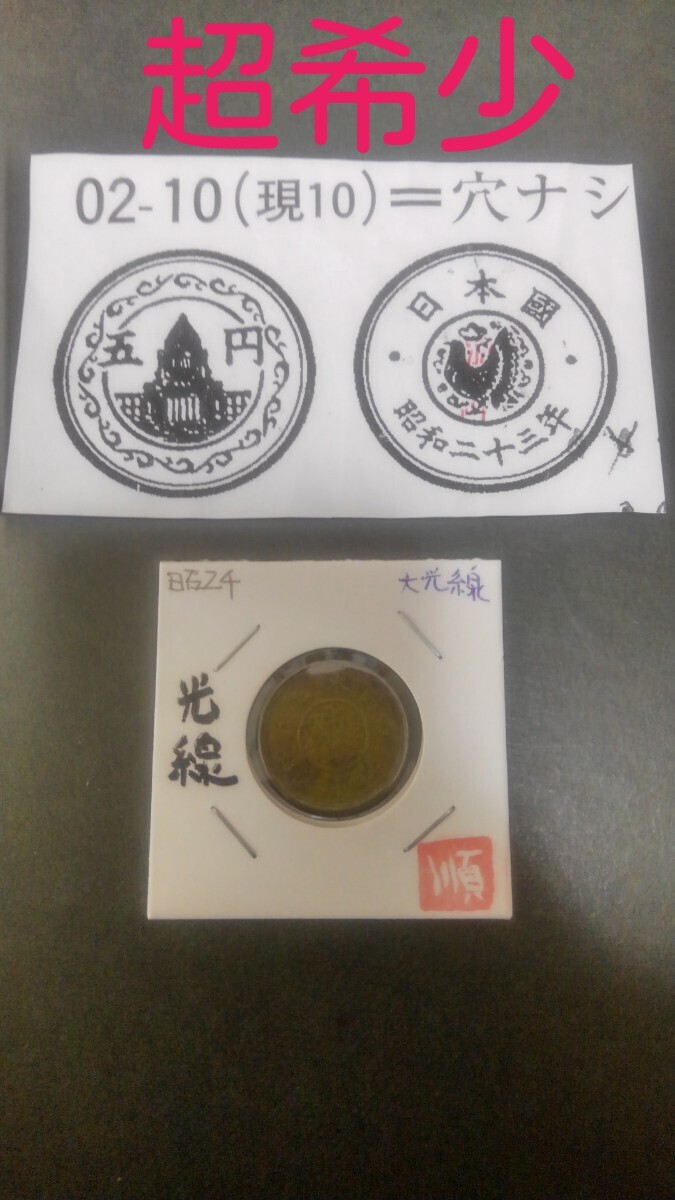 超希少
02-10(現10)=穴ナシ
五 円
日本國
昭和二十三年
昭24 大光線
光線
順